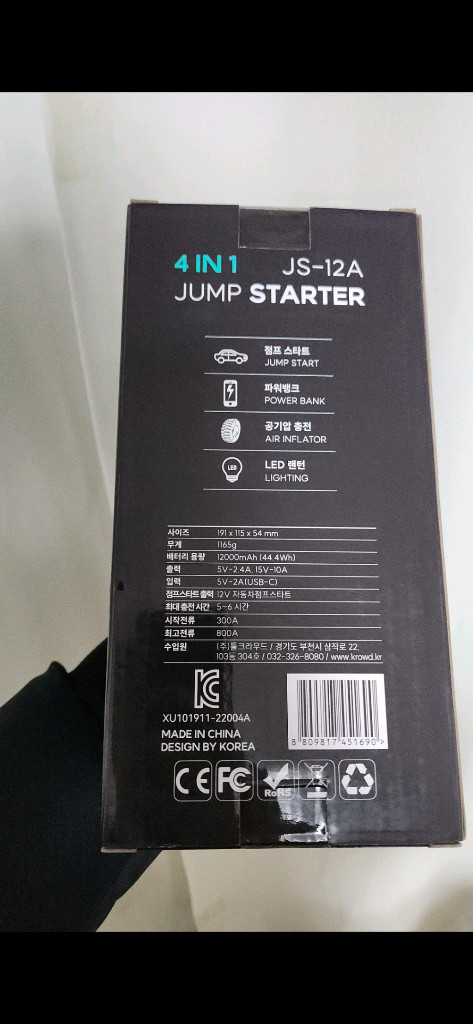 4 IN 1 JS-12A
JUMP STARTER
점프 스타트
JUMP START
파워뱅크
POWER BANK
공기압 충전
AIR INFLATOR
LED
LED 랜턴
LIGHTING
사이즈 191 x 115 x 54 mm
무게 1165g
배터리 용량 12000mAh (44.4Wh)
출력 5V-2.4A, 15V-10A
입력 5V-2A(USB-C)
점프스타트 출력 12V 자동차점프스타트
최대 충전 시간 5-6 시간
시작전류 300A
최고전류 800A
수입원 (주)툴크라우드 / 경기도 부천시 삼작로 22,
103동 304호 / 032-326-8080 / www.krowd.kr
XU101911-22004A
MADE IN CHINA
DESIGN BY KOREA
8 809817 451690 >
CE FC RoHS